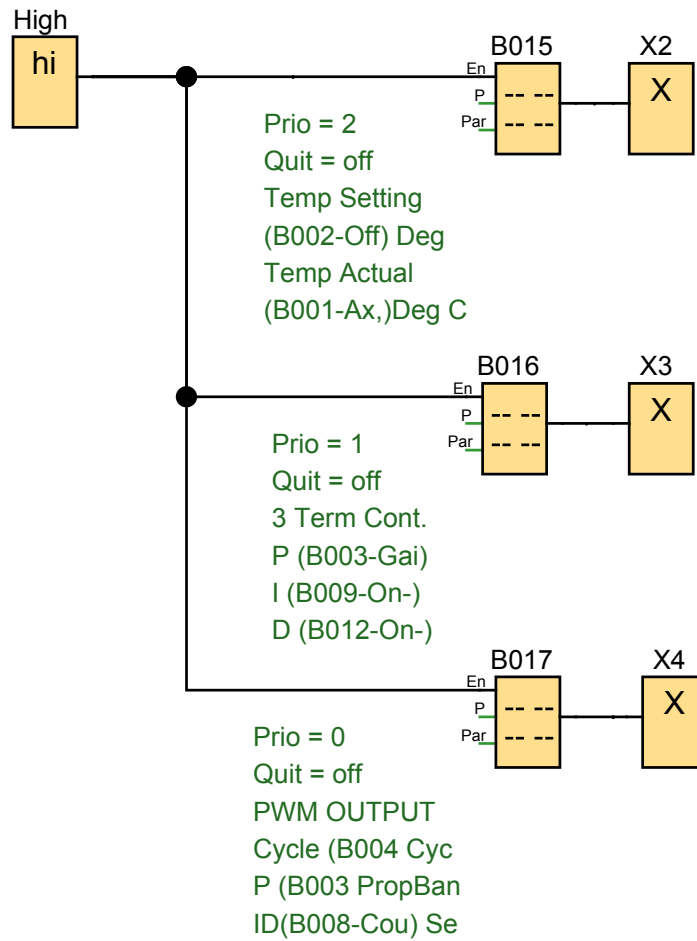 High
hi
B015
X2
En
P
Par
-- --
-- --
X
Prio = 2
Quit = off
Temp Setting
(B002-Off) Deg
Temp Actual
(B001-Ax,)Deg C
B016
X3
En
P
Par
-- --
-- --
X
Prio = 1
Quit = off
3 Term Cont.
P (B003-Gai)
I (B009-On-)
D (B012-On-)
B017
X4
En
P
Par
-- --
-- --
X
Prio = 0
Quit = off
PWM OUTPUT
Cycle (B004 Cyc
P (B003 PropBan
ID(B008-Cou) Se